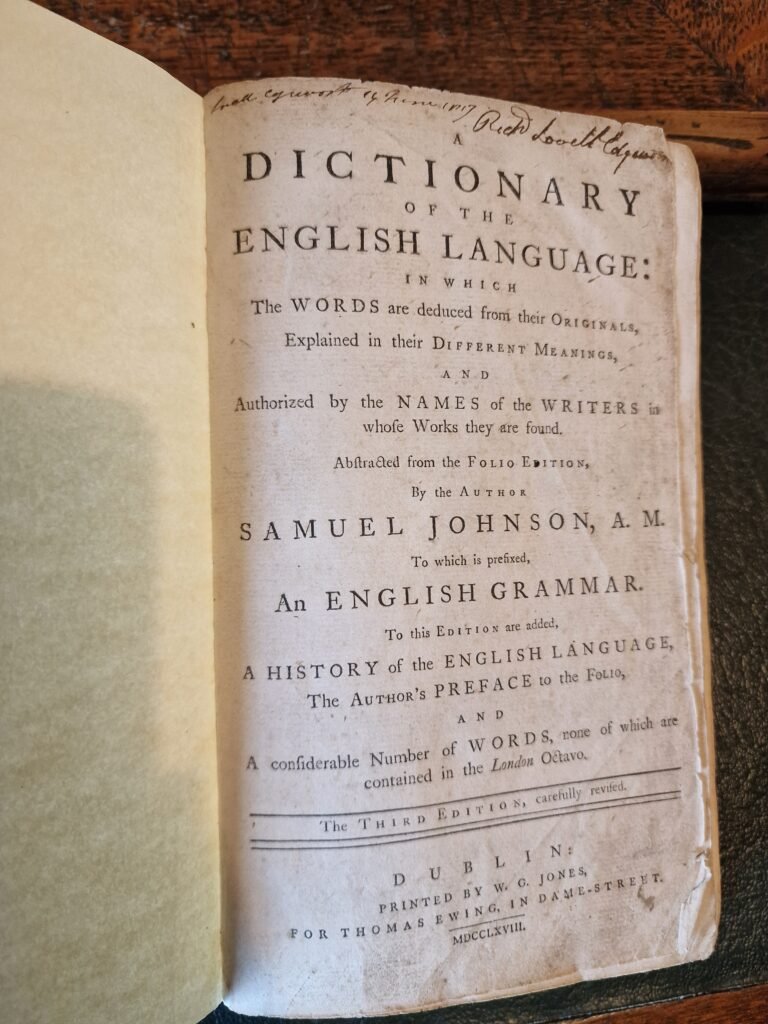 Edgeworth
Richd Lovell Edgeworth
A
DICTIONARY
OF THE
ENGLISH LANGUAGE:
IN WHICH
The WORDS are deduced from their ORIGINALS,
Explained in their DIFFERENT MEANINGS,
AND
Authorized by the NAMES of the WRITERS in
whoſe Works they are found.
Abſtracted from the FOLIO EDITION,
By the AUTHOR
SAMUEL JOHNSON, A. M.
To which is prefixed,
An ENGLISH GRAMMAR.
To this EDITION are added,
A HISTORY of the ENGLISH LANGUAGE,
The AUTHOR'S PREFACE to the FOLIO,
AND
A conſiderable Number of WORDS, none of which are
contained in the London Octavo.
The THIRD EDITION, carefully reviſed.
DUBLIN:
PRINTED BY W. G. JONES,
FOR THOMAS EWING, IN DAME-STREET.
MDCCLXVIII.